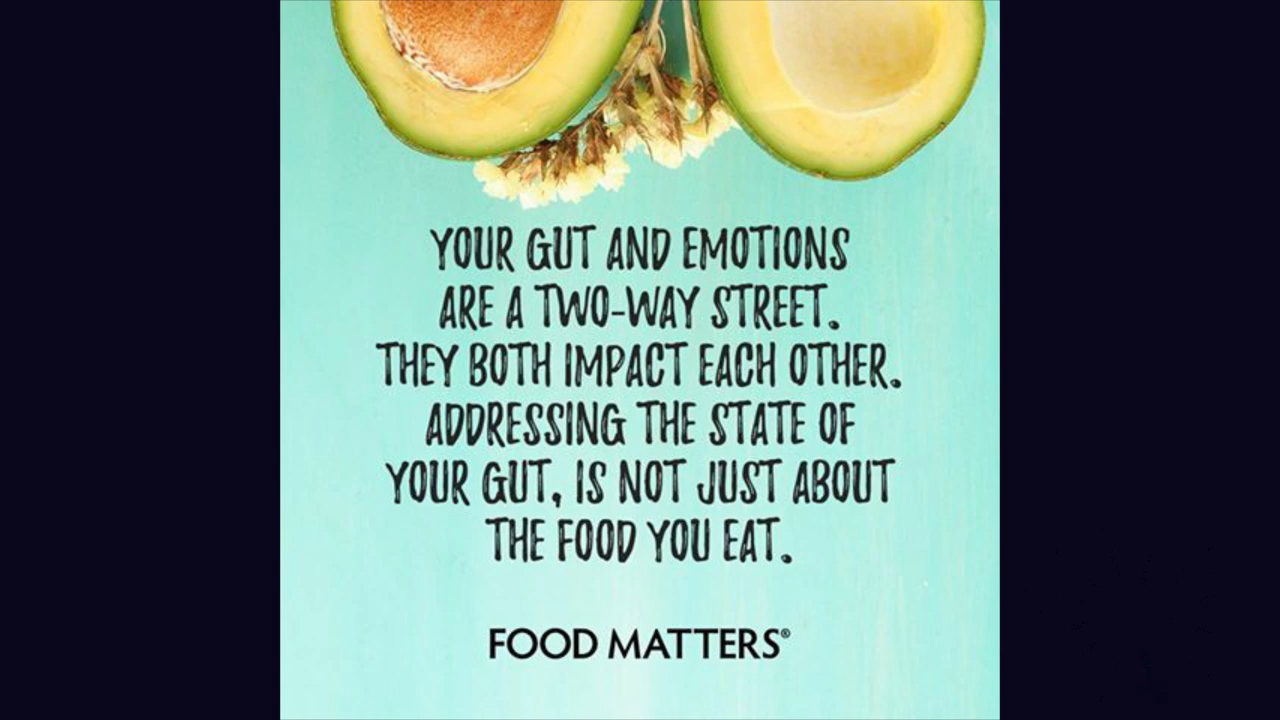 YOUR GUT AND EMOTIONS
ARE A TWO-WAY STREET.
THEY BOTH IMPACT EACH OTHER.
ADDRESSING THE STATE OF
YOUR GUT, IS NOT JUST ABOUT
THE FOOD YOU EAT.
FOOD MATTERS®